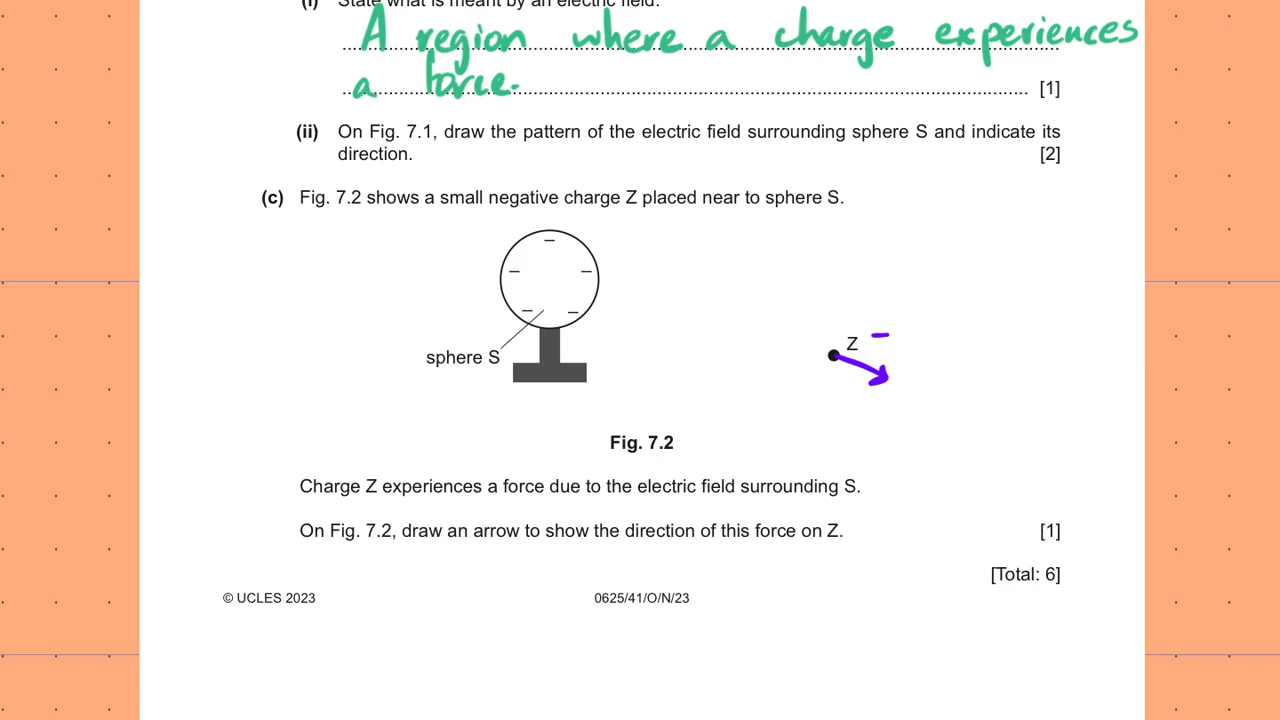 (i) State what is meant by an electric field.
A region where a charge experiences
a force. [1]
(ii) On Fig. 7.1, draw the pattern of the electric field surrounding sphere S and indicate its
direction. [2]
(c) Fig. 7.2 shows a small negative charge Z placed near to sphere S.
– 
– –
– –
Z –
sphere S
Fig. 7.2
Charge Z experiences a force due to the electric field surrounding S.
On Fig. 7.2, draw an arrow to show the direction of this force on Z. [1]
[Total: 6]
© UCLES 2023 0625/41/O/N/23